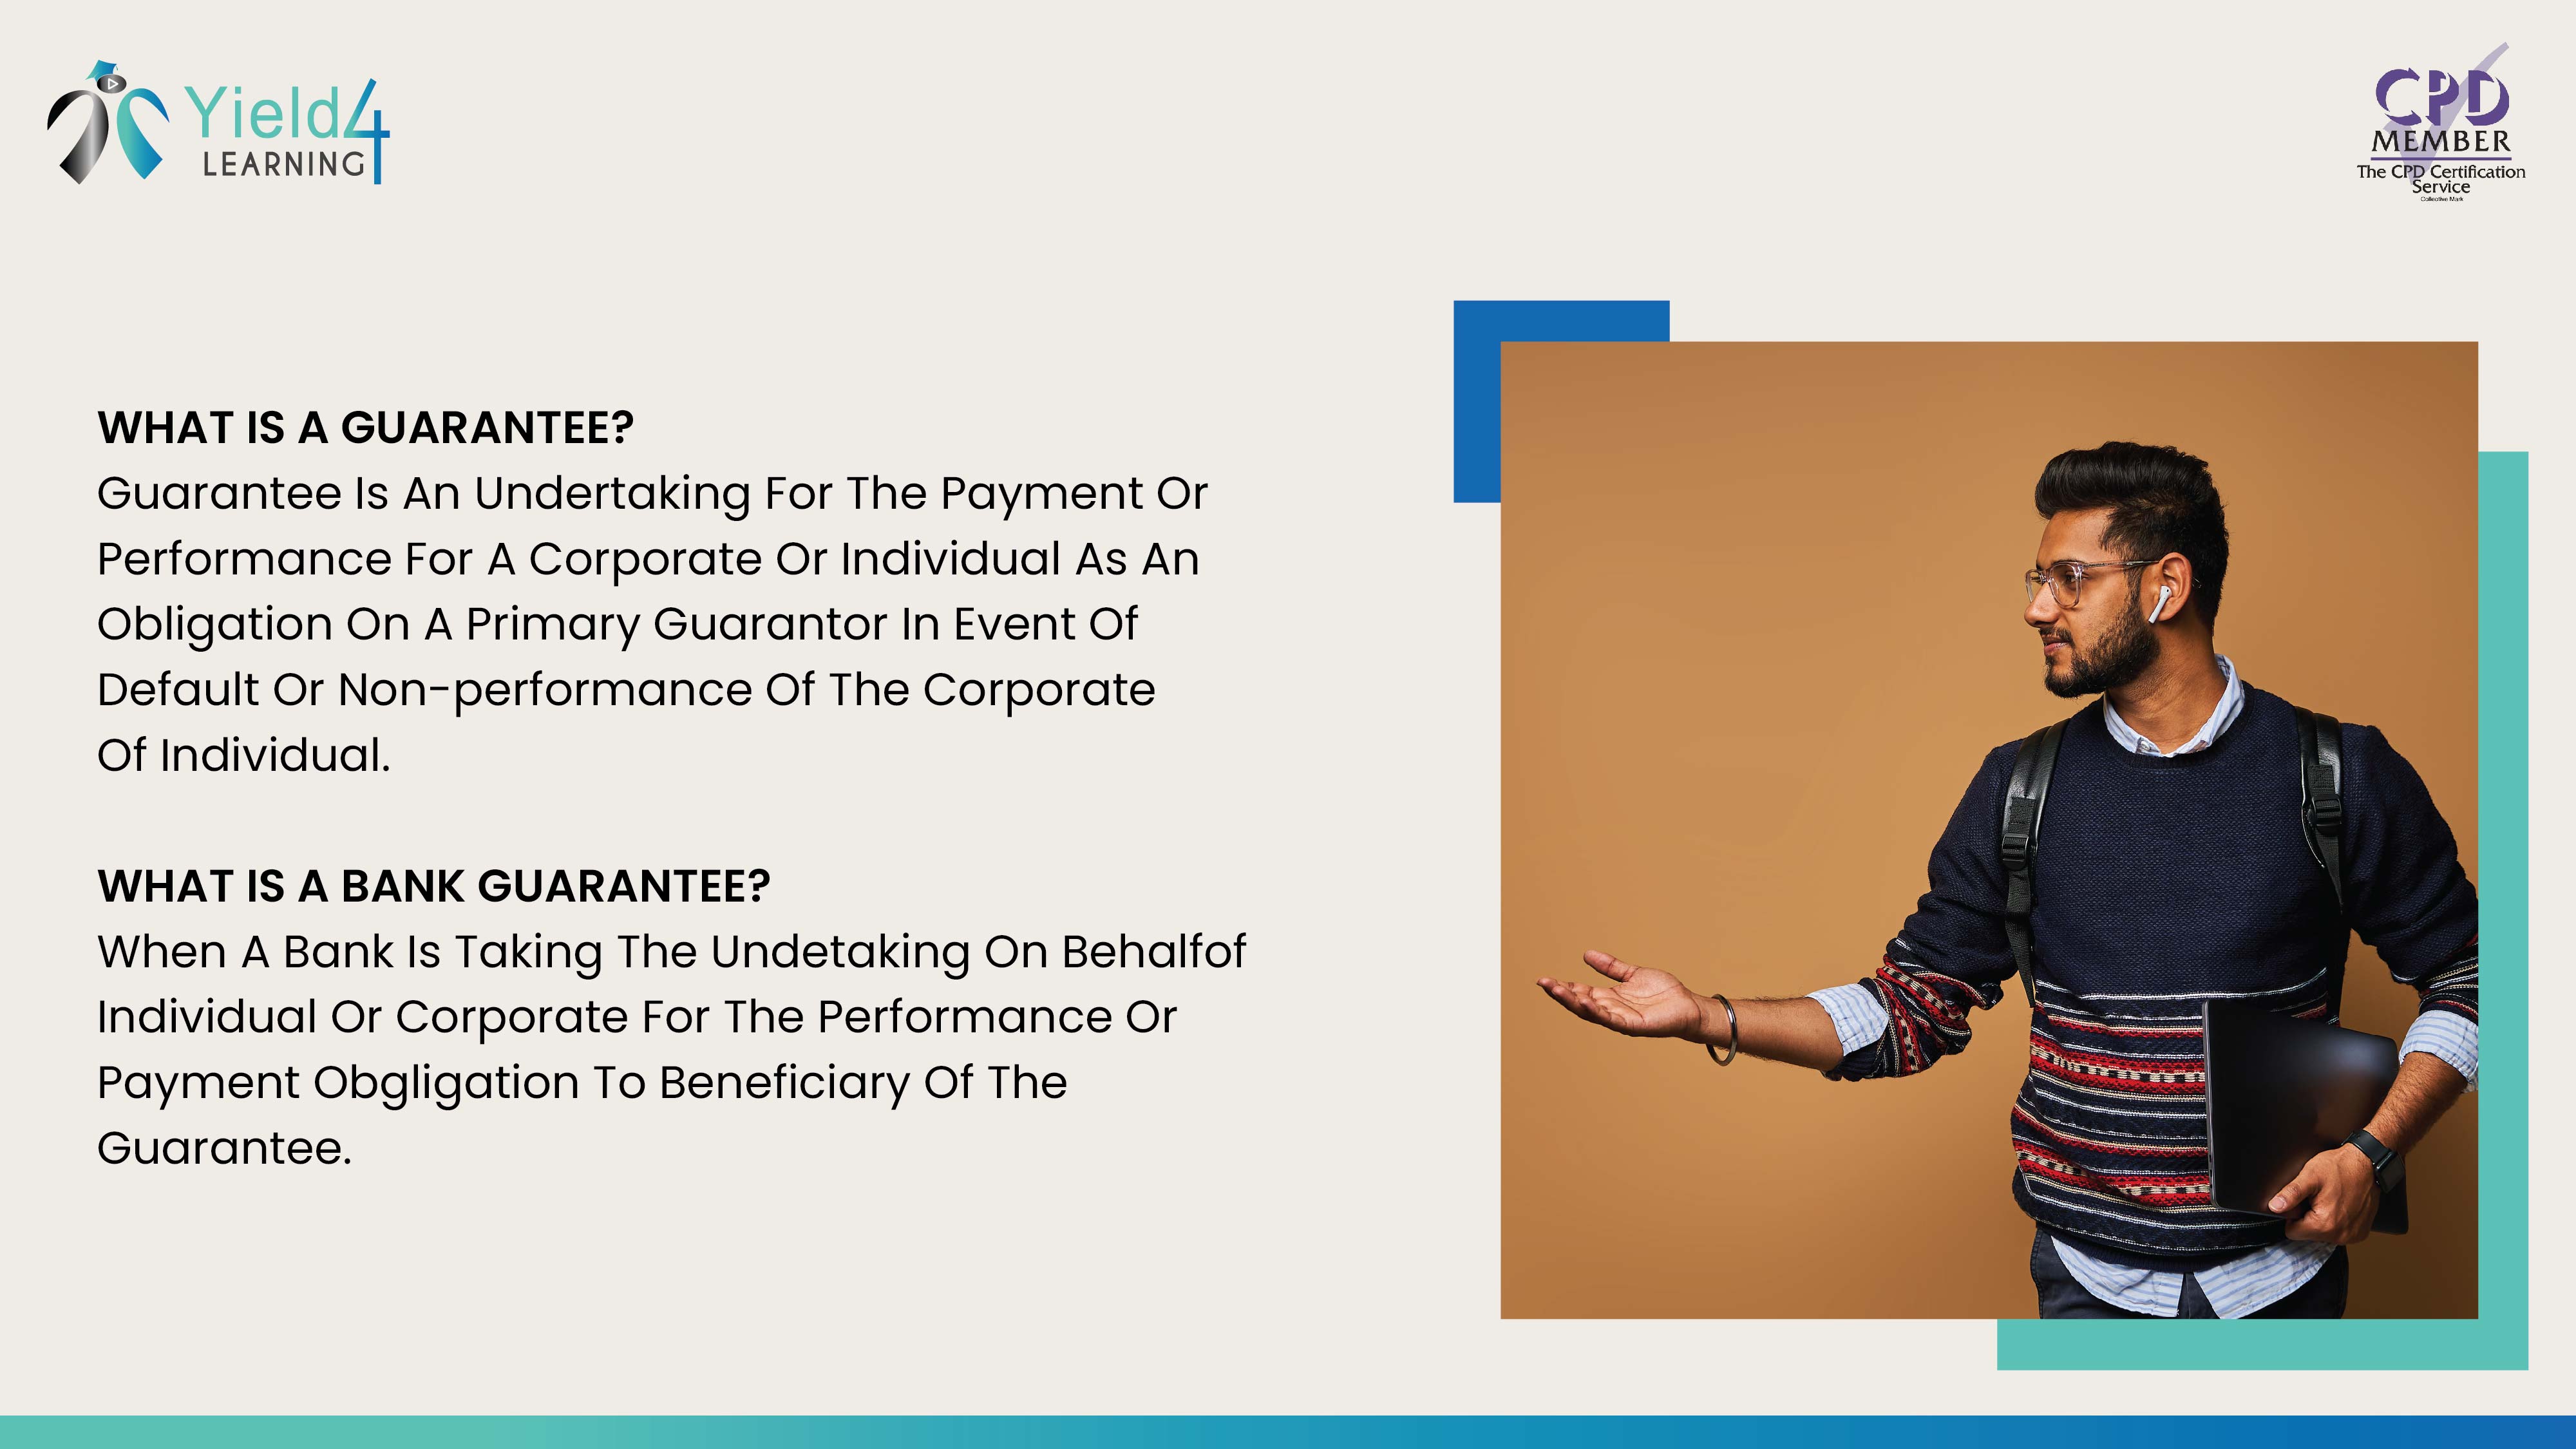 Yield4
LEARNING
CPD
MEMBER
The CPD Certification
Service
Collective Mark
WHAT IS A GUARANTEE?
Guarantee Is An Undertaking For The Payment Or
Performance For A Corporate Or Individual As An
Obligation On A Primary Guarantor In Event Of
Default Or Non-performance Of The Corporate
Of Individual.
WHAT IS A BANK GUARANTEE?
When A Bank Is Taking The Undetaking On Behalfof
Individual Or Corporate For The Performance Or
Payment Obgligation To Beneficiary Of The
Guarantee.